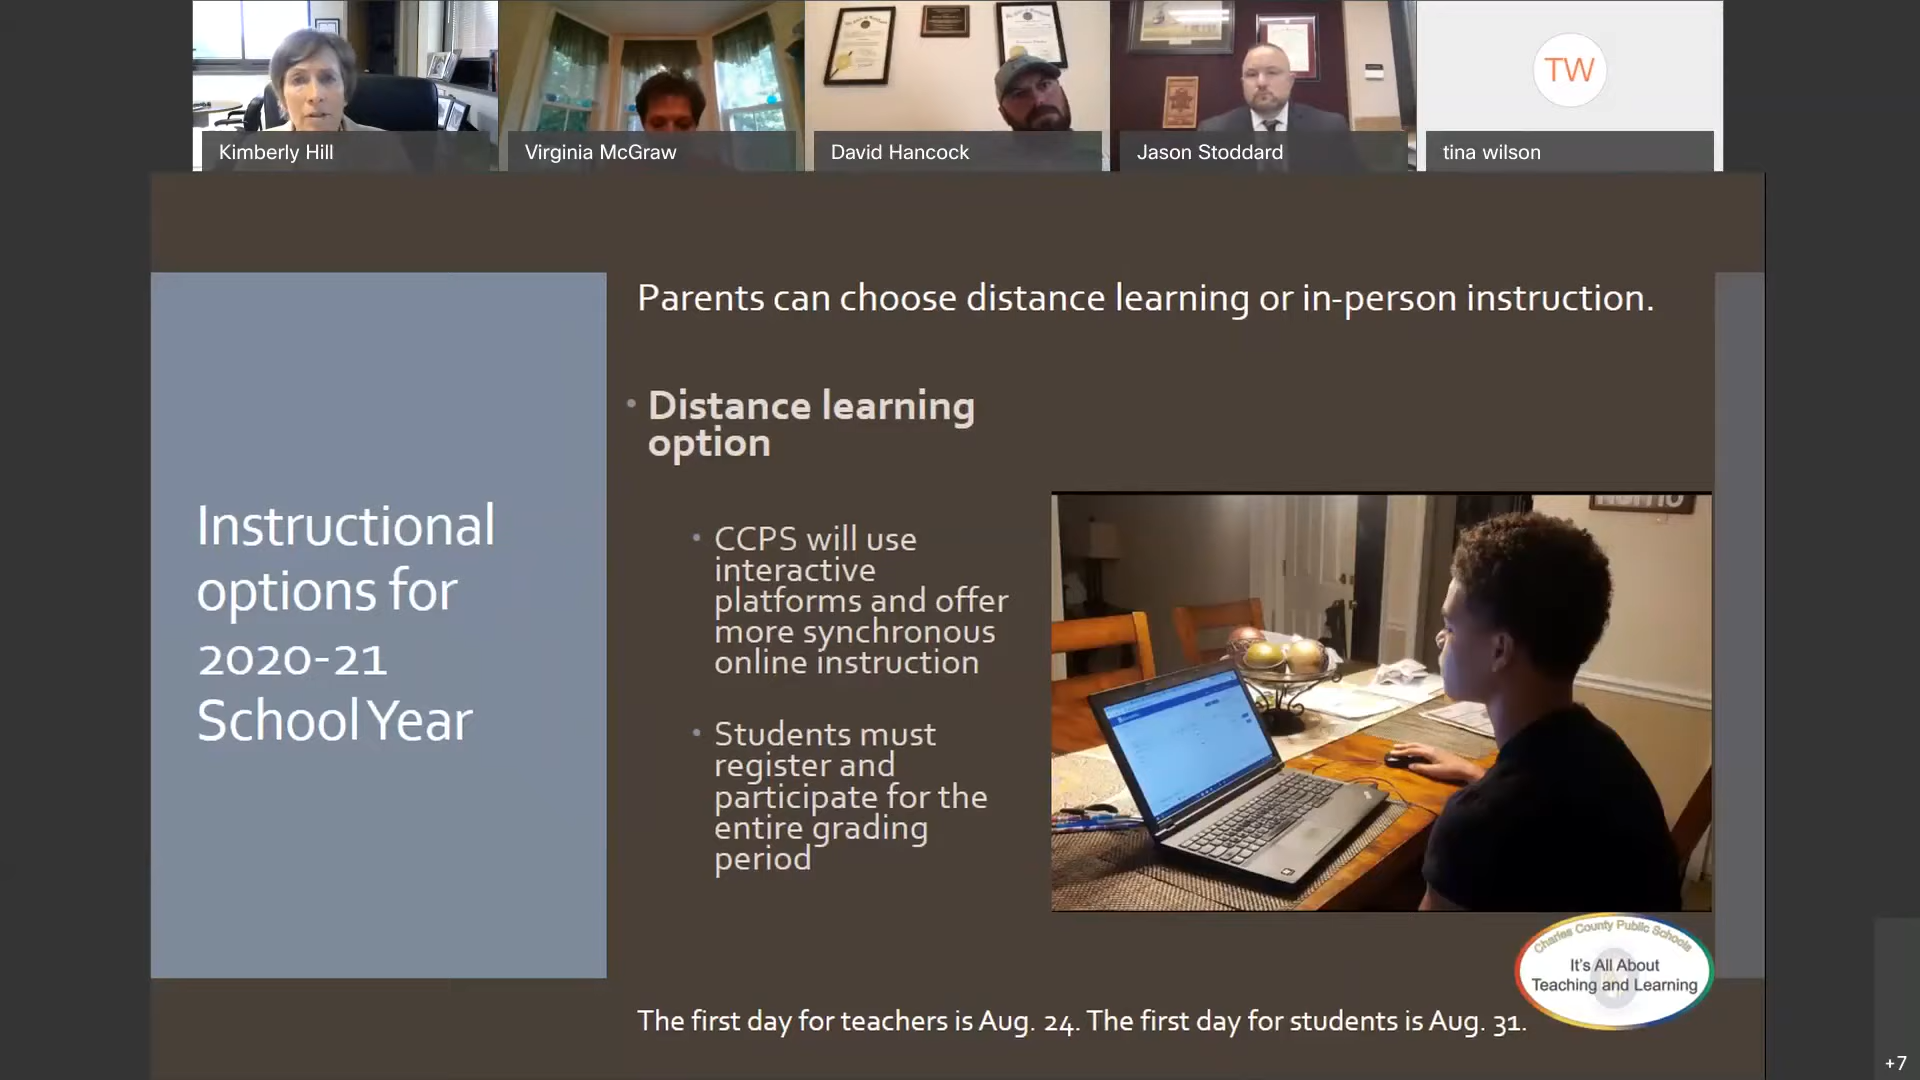 TW
Kimberly Hill
Virginia McGraw
David Hancock
Jason Stoddard
tina wilson
Parents can choose distance learning or in-person instruction.
Instructional
options for
2020-21
School Year
• Distance learning
option
• CCPS will use
interactive
platforms and offer
more synchronous
online instruction
• Students must
register and
participate for the
entire grading
period
Charles County Public Schools
It's All About
Teaching and Learning
The first day for teachers is Aug. 24. The first day for students is Aug. 31.
+7